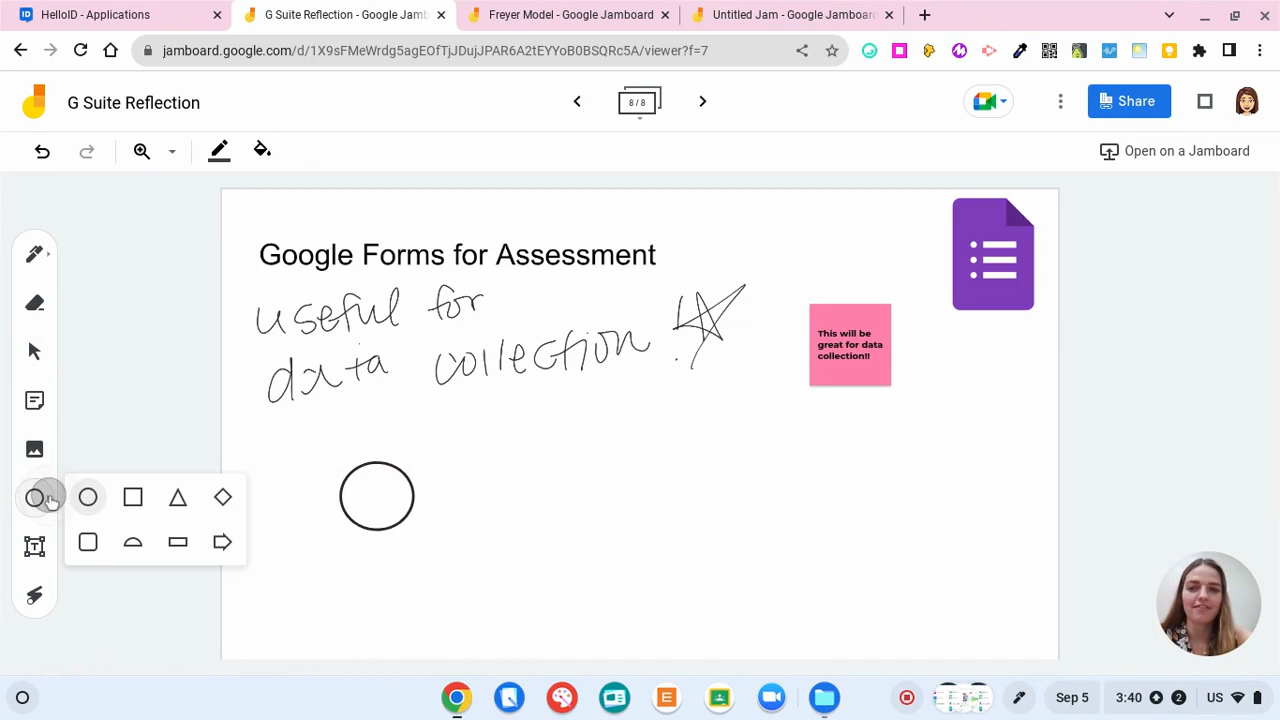 HelloID - Applications
G Suite Reflection - Google Jamb
Freyer Model - Google Jamboard
Untitled Jam - Google Jamboard
jamboard.google.com/d/1X9sFMeWrdg5agEOfTjJDujJPAR6A2tEYYoB0BSQRc5A/viewer?f=7
G Suite Reflection
8 / 8
Share
Open on a Jamboard
Google Forms for Assessment
useful for
data collection!
This will be
great for data
collection!!
T
E
Sep 5
3:40
2
US